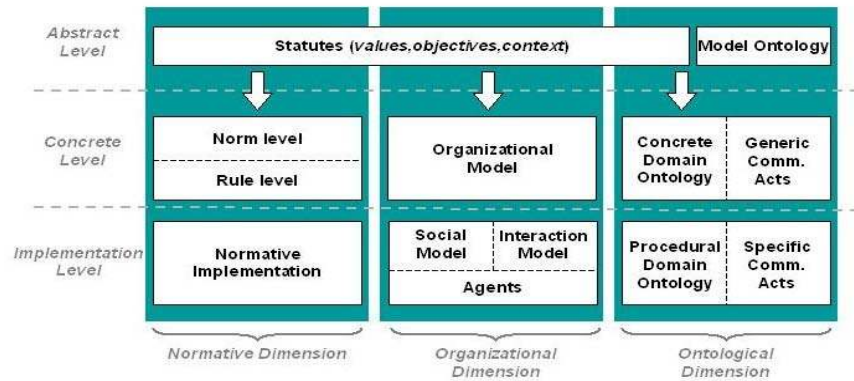 Abstract
Level
Statutes (values,objectives,context)
Model Ontology
Concrete
Level
Norm level
Rule level
Organizational
Model
Concrete
Domain
Ontology
Generic
Comm.
Acts
Implementation
Level
Normative
Implementation
Social
Model
Interaction
Model
Agents
Procedural
Domain
Ontology
Specific
Comm.
Acts
Normative Dimension
Organizational
Dimension
Ontological
Dimension